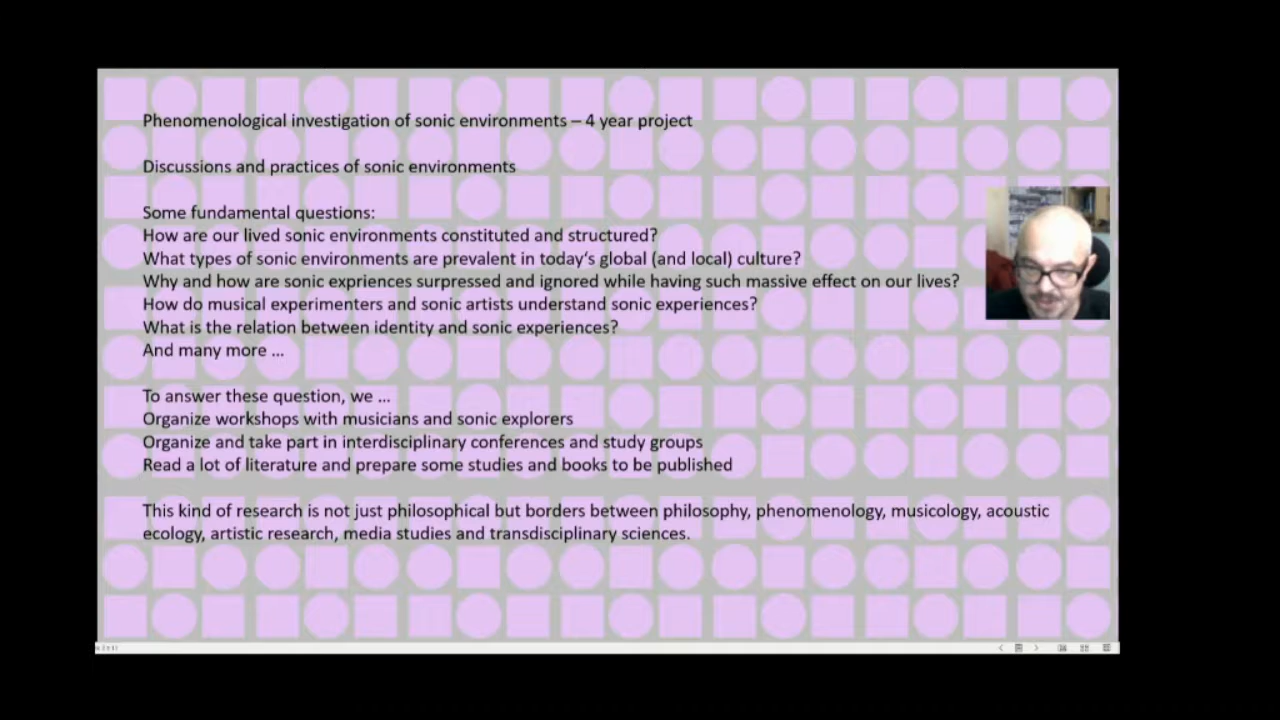 Phenomenological investigation of sonic environments – 4 year project
Discussions and practices of sonic environments
Some fundamental questions:
How are our lived sonic environments constituted and structured?
What types of sonic environments are prevalent in today's global (and local) culture?
Why and how are sonic expriences surpressed and ignored while having such massive effect on our lives?
How do musical experimenters and sonic artists understand sonic experiences?
What is the relation between identity and sonic experiences?
And many more ...
To answer these question, we ...
Organize workshops with musicians and sonic explorers
Organize and take part in interdisciplinary conferences and study groups
Read a lot of literature and prepare some studies and books to be published
This kind of research is not just philosophical but borders between philosophy, phenomenology, musicology, acoustic
ecology, artistic research, media studies and transdisciplinary sciences.